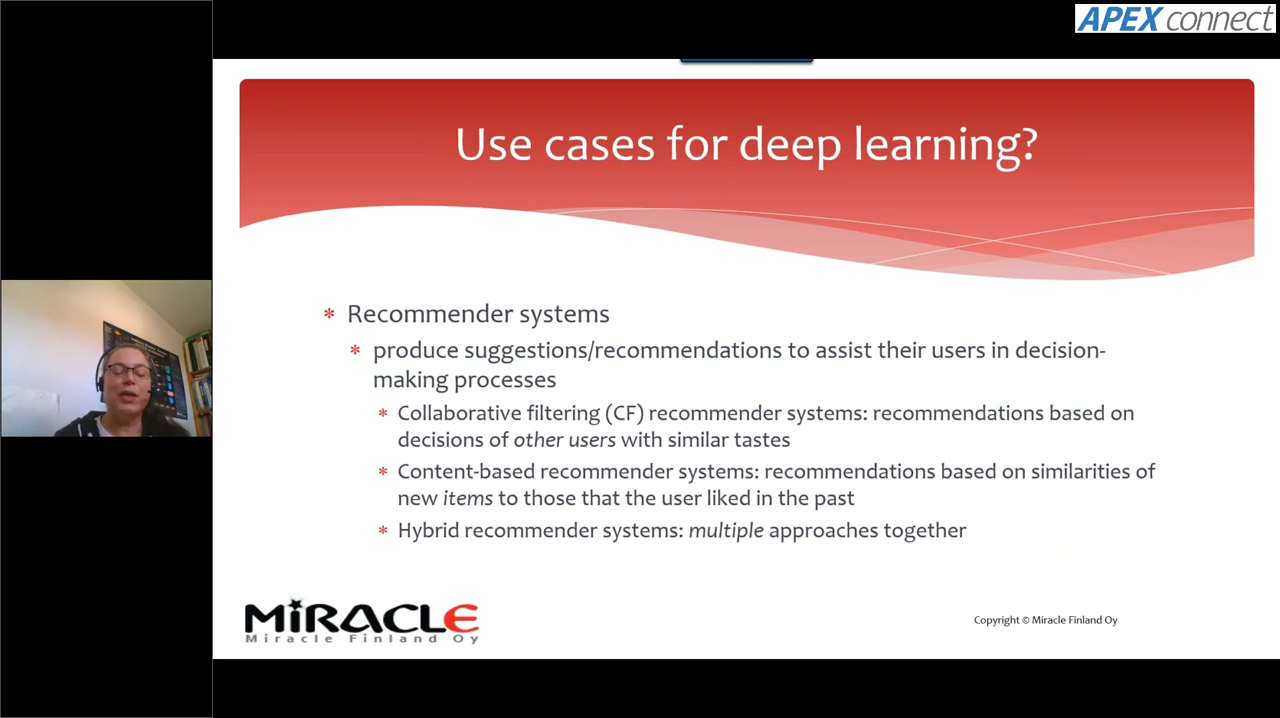 APEX connect
Use cases for deep learning?
* Recommender systems
* produce suggestions/recommendations to assist their users in decision-
making processes
* Collaborative filtering (CF) recommender systems: recommendations based on
decisions of other users with similar tastes
* Content-based recommender systems: recommendations based on similarities of
new items to those that the user liked in the past
* Hybrid recommender systems: multiple approaches together
MiRACLE
Miracle Finland Oy
Copyright © Miracle Finland Oy